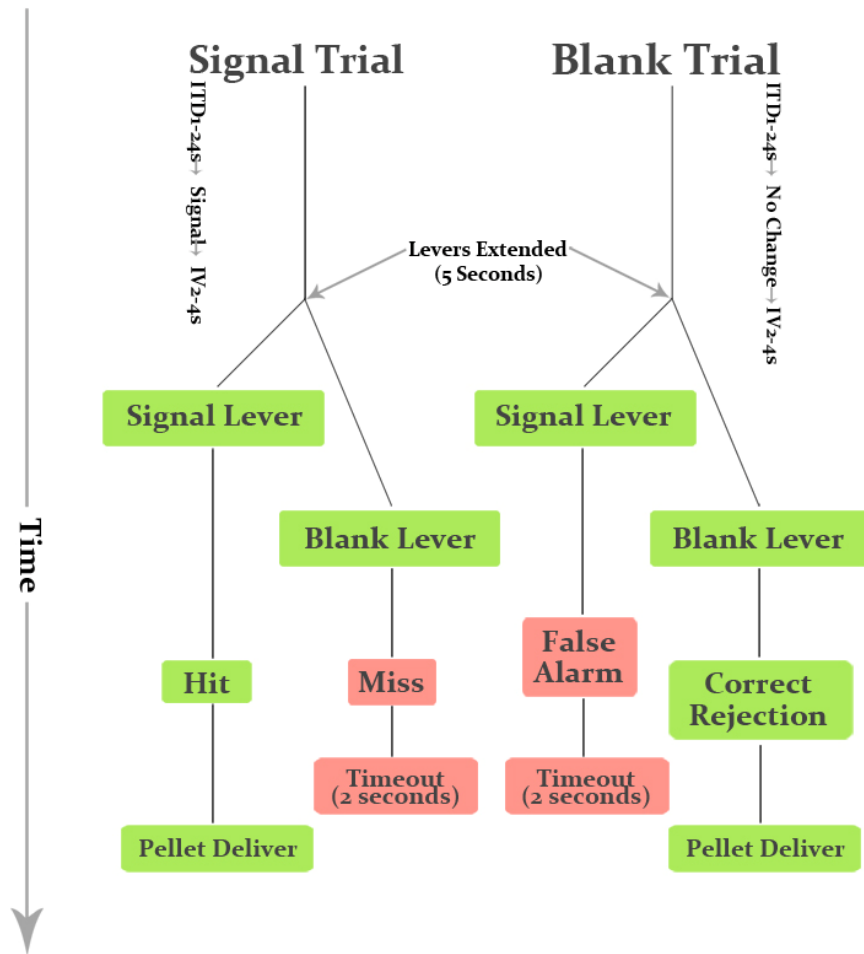 Signal Trial
Blank Trial
ITD1-24s→ Signal→ IV2-4s
ITD1-24s→ No Change→IV2-4s
Levers Extended
(5 Seconds)
Signal Lever
Signal Lever
Time
Blank Lever
Blank Lever
False
Alarm
Hit
Miss
Correct
Rejection
Timeout
(2 seconds)
Timeout
(2 seconds)
Pellet Deliver
Pellet Deliver